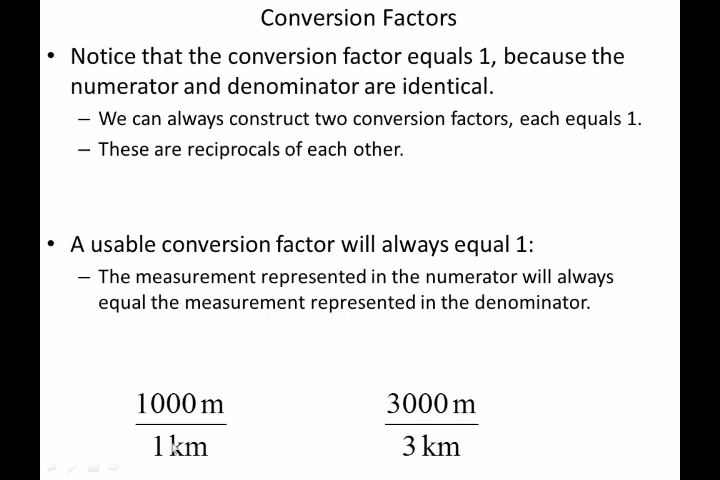 Conversion Factors
• Notice that the conversion factor equals 1, because the
numerator and denominator are identical.
– We can always construct two conversion factors, each equals 1.
– These are reciprocals of each other.
• A usable conversion factor will always equal 1:
– The measurement represented in the numerator will always
equal the measurement represented in the denominator.
1000 m 3000 m
1 km 3 km